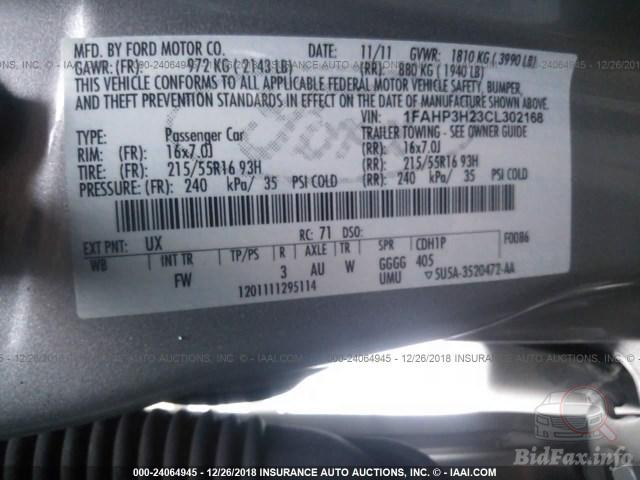 MFD. BY FORD MOTOR CO. DATE: 11/11 GVWR: 1810 KG ( 3990 LB)
GAWR: (FR): 972 KG ( 2143 LB) (RR): 880 KG ( 1940 LB)
THIS VEHICLE CONFORMS TO ALL APPLICABLE FEDERAL MOTOR VEHICLE SAFETY, BUMPER,
AND THEFT PREVENTION STANDARDS IN EFFECT ON THE DATE OF MANUFACTURE SHOWN ABOVE.
VIN: 1FAHP3H23CL302168
TYPE: Passenger Car TRAILER TOWING - SEE OWNER GUIDE
RIM: (FR): 16x7.0J (RR): 16x7.0J
TIRE: (FR): 215/55R16 93H (RR): 215/55R16 93H
PRESSURE: (FR): 240 kPa/ 35 PSI COLD (RR): 240 kPa/ 35 PSI COLD
RC: 71 DSO: F0086
EXT PNT: UX
WB INT TR TP/PS R AXLE TR SPR CDH1P
FW 3 AU W GGGG 405
UMU
1201111295114 ▽ 5U5A-3520472-AA
000-24064945 - 12/26/2018 INSURANCE AUTO AUCTIONS, INC. - IAAI.COM
BidFax.info